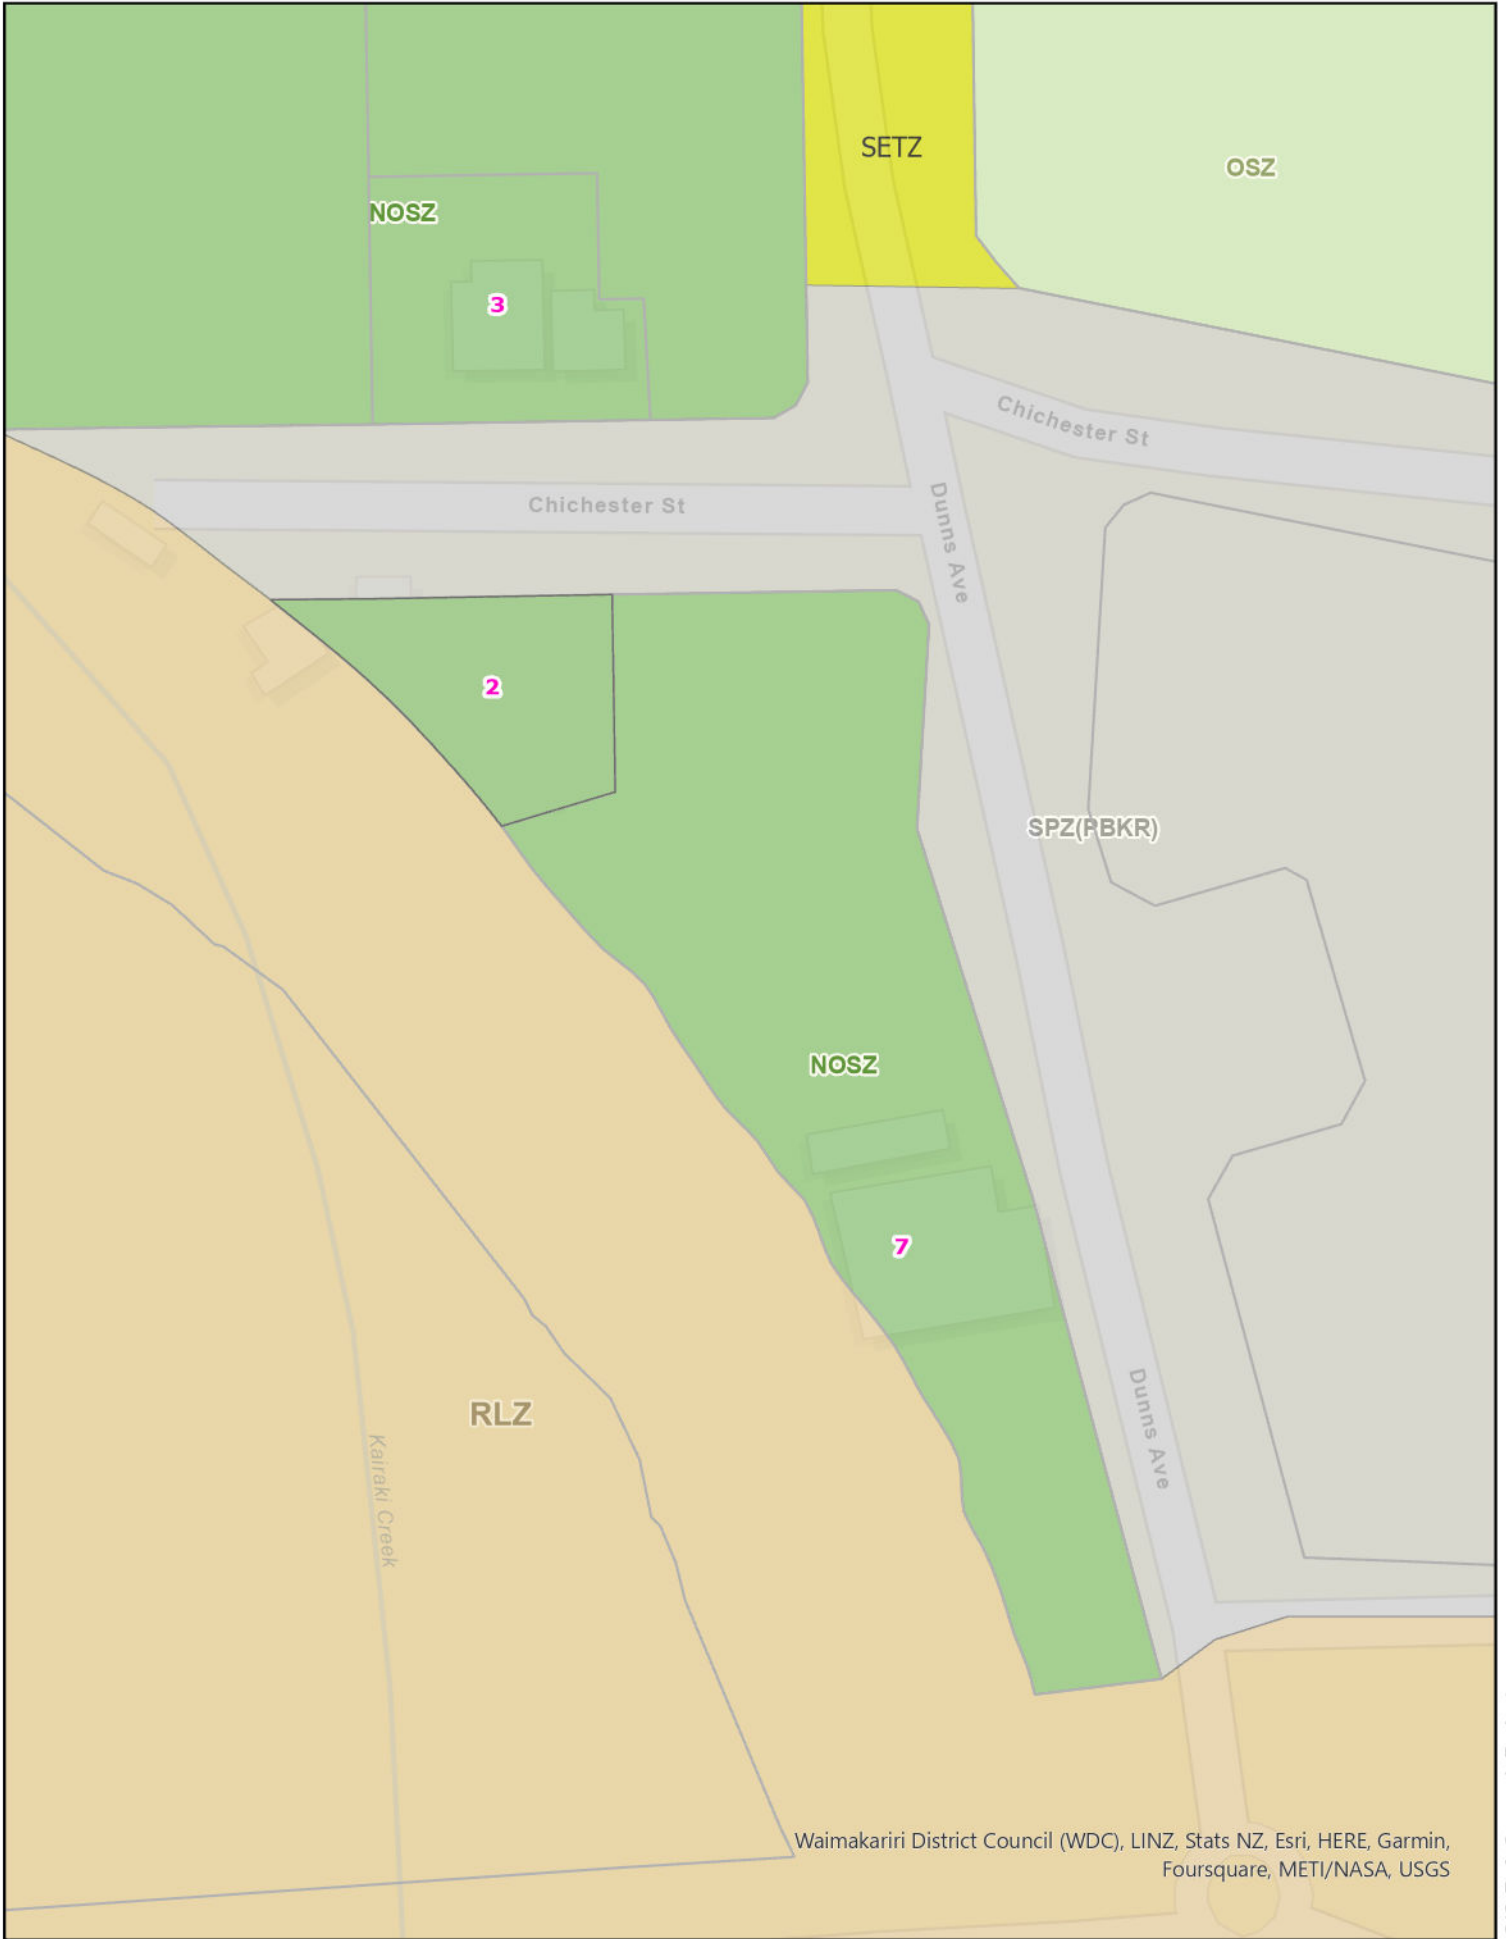 SETZ
OSZ
NOSZ
3
Chichester St
Chichester St
Dunns Ave
2
SPZ(PBKR)
NOSZ
7
Dunns Ave
RLZ
Kairaki Creek
Waimakariri District Council (WDC), LINZ, Stats NZ, Esri, HERE, Garmin,
Foursquare, METI/NASA, USGS